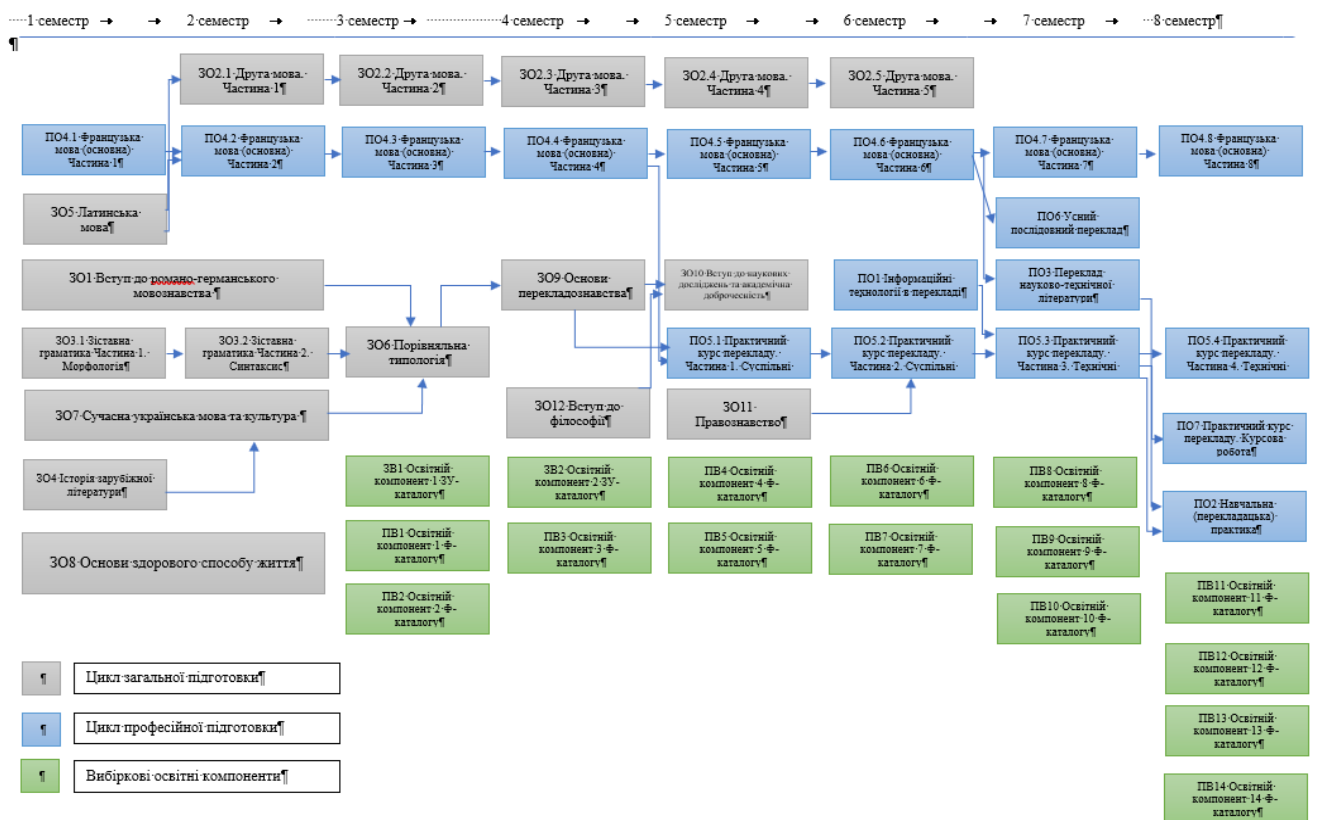 1 семестр → → 2 семестр → 3 семестр → 4 семестр → 5 семестр → 6 семестр → 7 семестр → 8 семестр¶
¶
ЗО2.1 Друга мова.
Частина 1¶
ЗО2.2 Друга мова.
Частина 2¶
ЗО2.3 Друга мова.
Частина 3¶
ЗО2.4 Друга мова.
Частина 4¶
ЗО2.5 Друга мова.
Частина 5¶
ПО4.1 Французька
мова (основна)
Частина 1¶
ПО4.2 Французька
мова (основна)
Частина 2¶
ПО4.3 Французька
мова (основна)
Частина 3¶
ПО4.4 Французька
мова (основна)
Частина 4¶
ПО4.5 Французька
мова (основна)
Частина 5¶
ПО4.6 Французька
мова (основна)
Частина 6¶
ПО4.7 Французька
мова (основна)
Частина 7¶
ПО4.8 Французька
мова (основна)
Частина 8¶
ЗО5 Латинська
мова¶
ПО6 Усний
послідовний переклад¶
ЗО1 Вступ до романо-германського
мовознавства ¶
ЗО9 Основи
перекладознавства¶
ЗО10 Вступ до наукових
досліджень та академічна
доброчесність¶
ПО1 Інформаційні
технології в перекладі¶
ПО3 Переклад
науково-технічної
літератури¶
ЗО3.1 Зіставна
граматика Частина 1.
Морфологія¶
ЗО3.2 Зіставна
граматика Частина 2.
Синтаксис¶
ЗО6 Порівняльна
типологія¶
ПО5.1 Практичний
курс перекладу.
Частина 1. Суспільні
ПО5.2 Практичний
курс перекладу.
Частина 2. Суспільні
ПО5.3 Практичний
курс перекладу.
Частина 3. Технічні
ПО5.4 Практичний
курс перекладу.
Частина 4. Технічні
ЗО7 Сучасна українська мова та культура ¶
ЗО12 Вступ до
філософії¶
ЗО11
Правознавство¶
ПО7 Практичний курс
перекладу. Курсова
робота¶
ЗО4 Історія зарубіжної
літератури¶
ЗВ1 Освітній
компонент 1 ЗУ-
каталогу¶
ЗВ2 Освітній
компонент 2 ЗУ-
каталогу¶
ПВ4 Освітній
компонент 4 Ф-
каталогу¶
ПВ6 Освітній
компонент 6 Ф-
каталогу¶
ПВ8 Освітній
компонент 8 Ф-
каталогу¶
ПО2 Навчальна
(перекладацька)
практика¶
ЗО8 Основи здорового способу життя¶
ПВ1 Освітній
компонент 1 Ф-
каталогу¶
ПВ3 Освітній
компонент 3 Ф-
каталогу¶
ПВ5 Освітній
компонент 5 Ф-
каталогу¶
ПВ7 Освітній
компонент 7 Ф-
каталогу¶
ПВ9 Освітній
компонент 9 Ф-
каталогу¶
ПВ2 Освітній
компонент 2 Ф-
каталогу¶
ПВ10 Освітній
компонент 10 Ф-
каталогу¶
ПВ11 Освітній
компонент 11 Ф-
каталогу¶
ПВ12 Освітній
компонент 12 Ф-
каталогу¶
ПВ13 Освітній
компонент 13 Ф-
каталогу¶
ПВ14 Освітній
компонент 14 Ф-
каталогу¶
¶ Цикл загальної підготовки¶
¶ Цикл професійної підготовки¶
¶ Вибіркові освітні компоненти¶